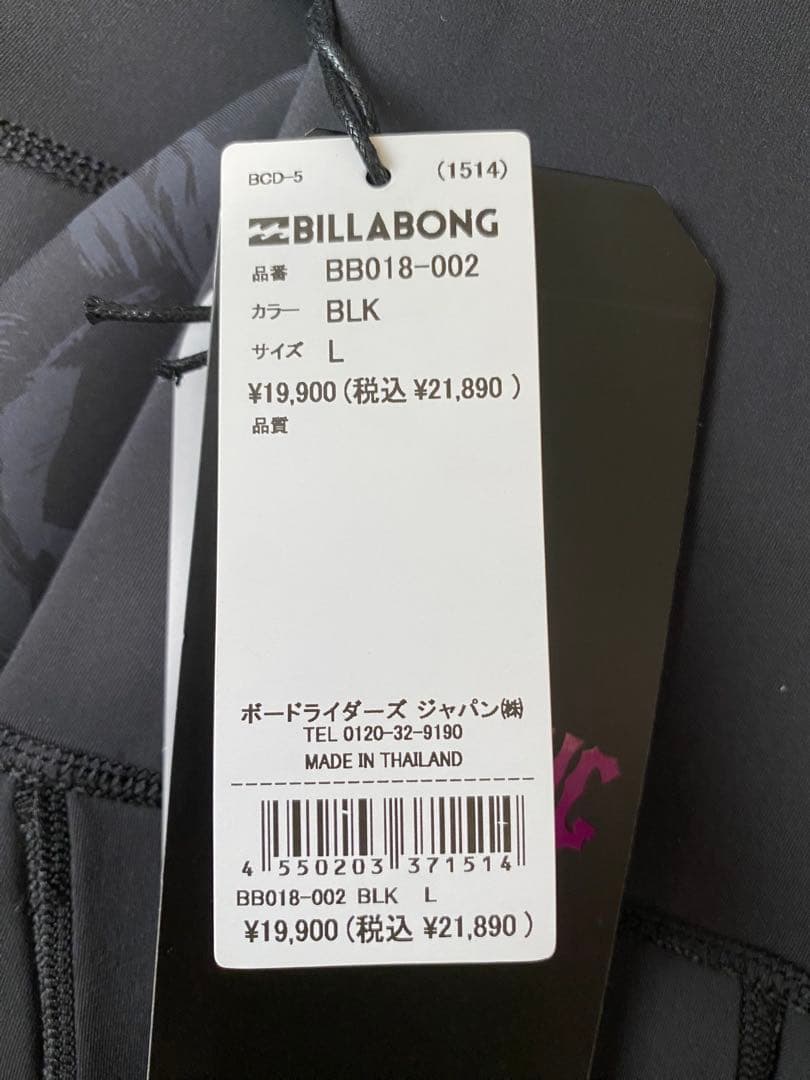 BCD-5 (1514)
BILLABONG
品番 BB018-002
カラー BLK
サイズ L
¥19,900 (税込 ¥21,890 )
品質
ボードライダーズ ジャパン㈱
TEL 0120-32-9190
MADE IN THAILAND
4 550203 371514
BB018-002 BLK L
¥19,900 (税込 ¥21,890 )